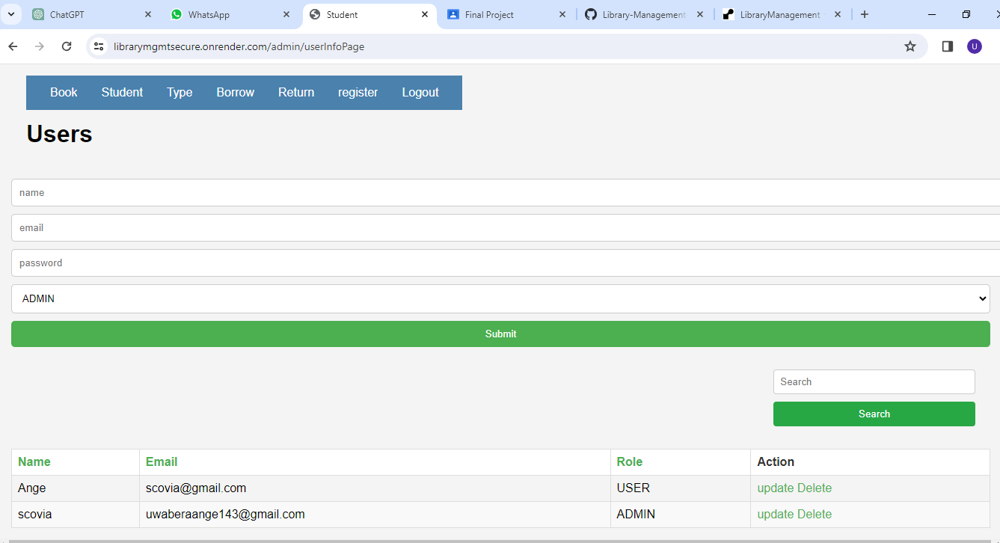 ChatGPT WhatsApp Student Final Project Library-Management LibraryManagement
librarymgmtsecure.onrender.com/admin/userInfoPage U
Book Student Type Borrow Return register Logout
Users
name
email
password
ADMIN
Submit
Search
Search
Name Email Role Action
Ange scovia@gmail.com USER update Delete
scovia uwaberaange143@gmail.com ADMIN update Delete